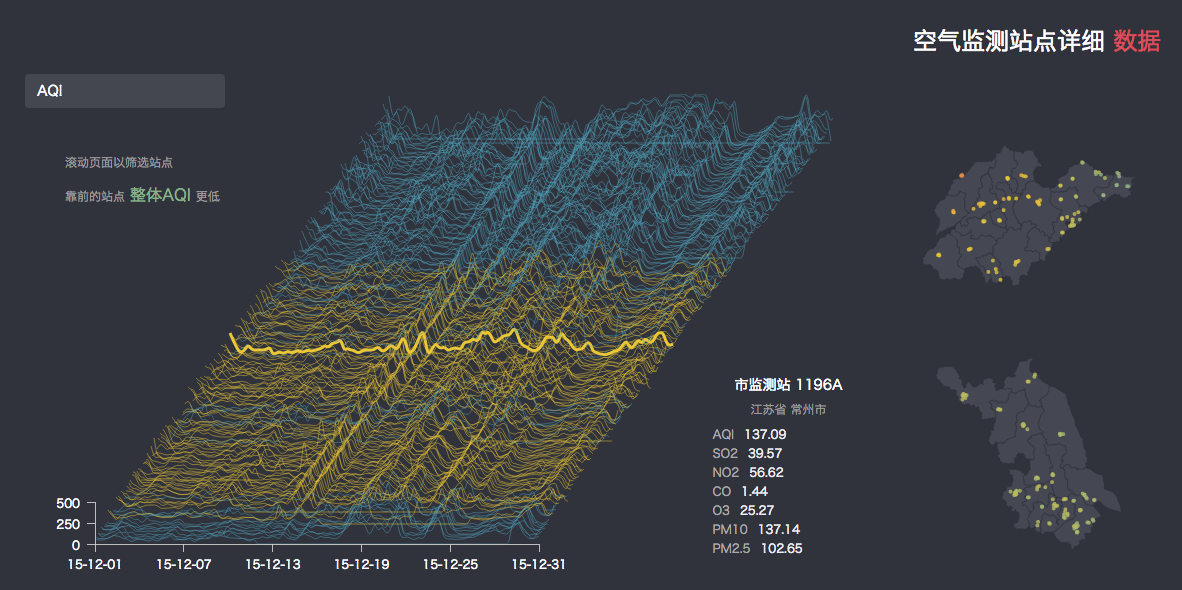 空气监测站点详细 数据
AQI
滚动页面以筛选站点
靠前的站点 整体AQI 更低
市监测站 1196A
江苏省 常州市
AQI 137.09
SO2 39.57
NO2 56.62
CO 1.44
O3 25.27
PM10 137.14
PM2.5 102.65
500
250
0
15-12-01 15-12-07 15-12-13 15-12-19 15-12-25 15-12-31